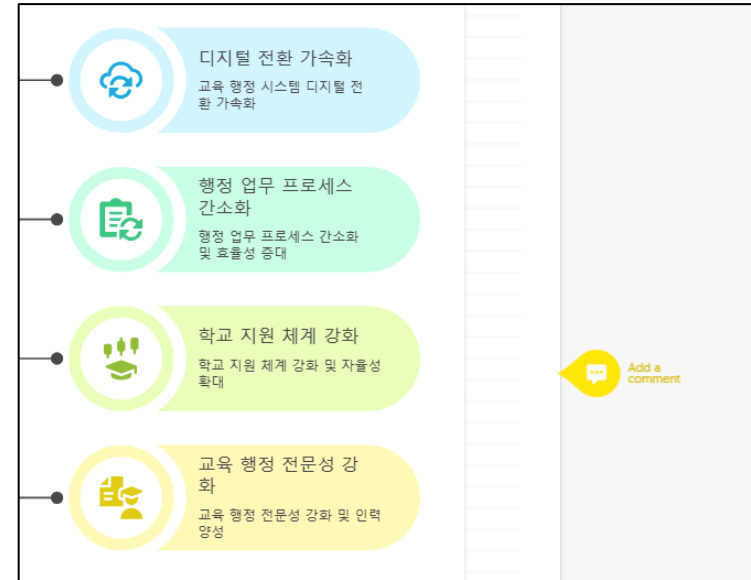 디지털 전환 가속화
교육 행정 시스템 디지털 전
환 가속화
행정 업무 프로세스
간소화
행정 업무 프로세스 간소화
및 효율성 증대
학교 지원 체계 강화
학교 지원 체계 강화 및 자율성
확대
Add a
comment
교육 행정 전문성 강
화
교육 행정 전문성 강화 및 인력
양성